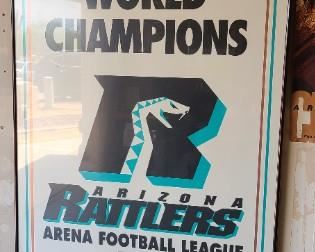 WORLD
CHAMPIONS
R
ARIZONA
RATTLERS
ARENA FOOTBALL LEAGUE